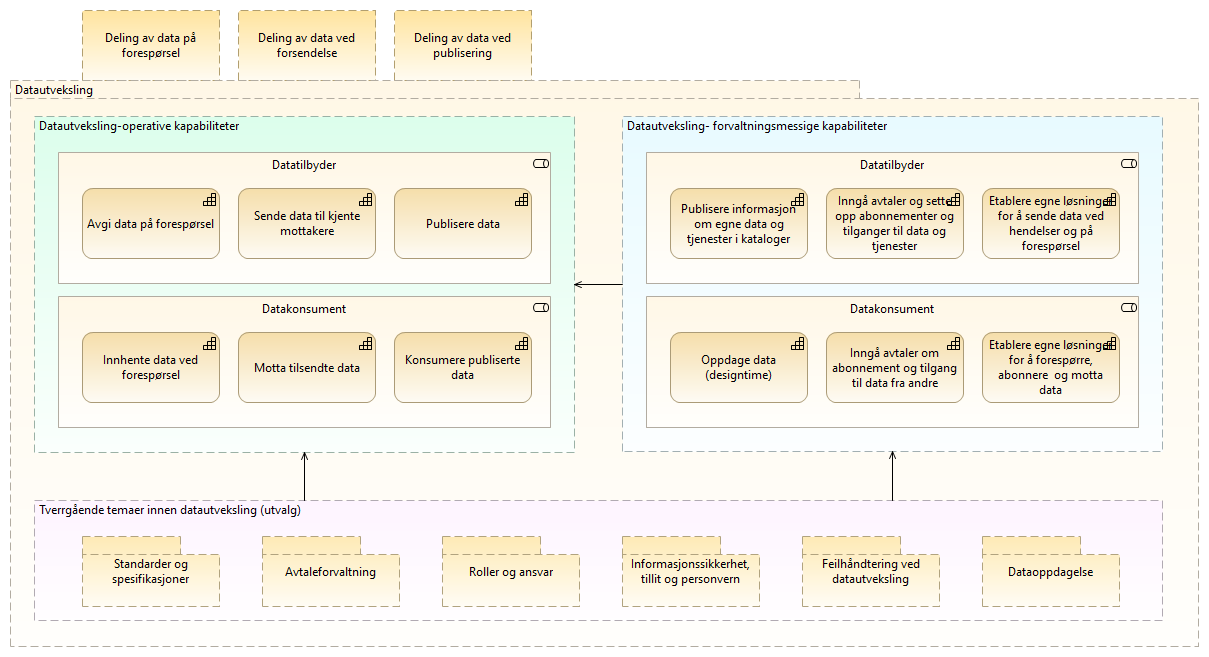 Deling av data på
forespørsel
Deling av data ved
forsendelse
Deling av data ved
publisering
Datautveksling
Datautveksling-operative kapabiliteter
Datatilbyder
Avgi data på forespørsel
Sende data til kjente
mottakere
Publisere data
Datakonsument
Innhente data ved
forespørsel
Motta tilsendte data
Konsumere publiserte
data
Datautveksling- forvaltningsmessige kapabiliteter
Datatilbyder
Publisere informasjon
om egne data og
tjenester i kataloger
Inngå avtaler og sette
opp abonnementer og
tilganger til data og
tjenester
Etablere egne løsninger
for å sende data ved
hendelser og på
forespørsel
Datakonsument
Oppdage data
(designtime)
Inngå avtaler om
abonnement og tilgang
til data fra andre
Etablere egne løsninger
for å forespørre,
abonnere  og motta
data
Tverrgående temaer innen datautveksling (utvalg)
Standarder og
spesifikasjoner
Avtaleforvaltning
Roller og ansvar
Informasjonssikkerhet,
tillit og personvern
Feilhåndtering ved
datautveksling
Dataoppdagelse